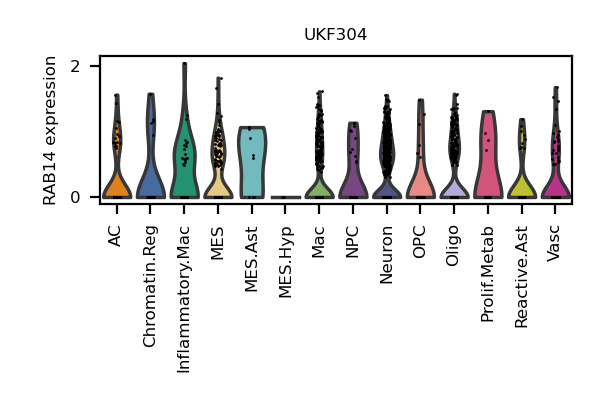 UKF304
RAB14 expression
2
0
AC
Chromatin.Reg
Inflammatory.Mac
MES
MES.Ast
MES.Hyp
Mac
NPC
Neuron
OPC
Oligo
Prolif.Metab
Reactive.Ast
Vasc